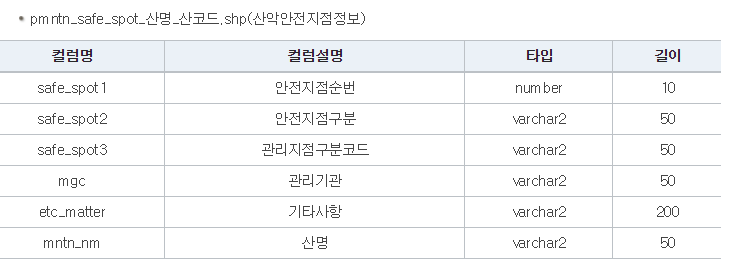 pmntn_safe_spot_산명_산코드.shp(산악안전지점정보)
컬럼명 컬럼설명 타입 길이
safe_spot1 안전지점순번 number 10
safe_spot2 안전지점구분 varchar2 50
safe_spot3 관리지점구분코드 varchar2 50
mgc 관리기관 varchar2 50
etc_matter 기타사항 varchar2 200
mntn_nm 산명 varchar2 50